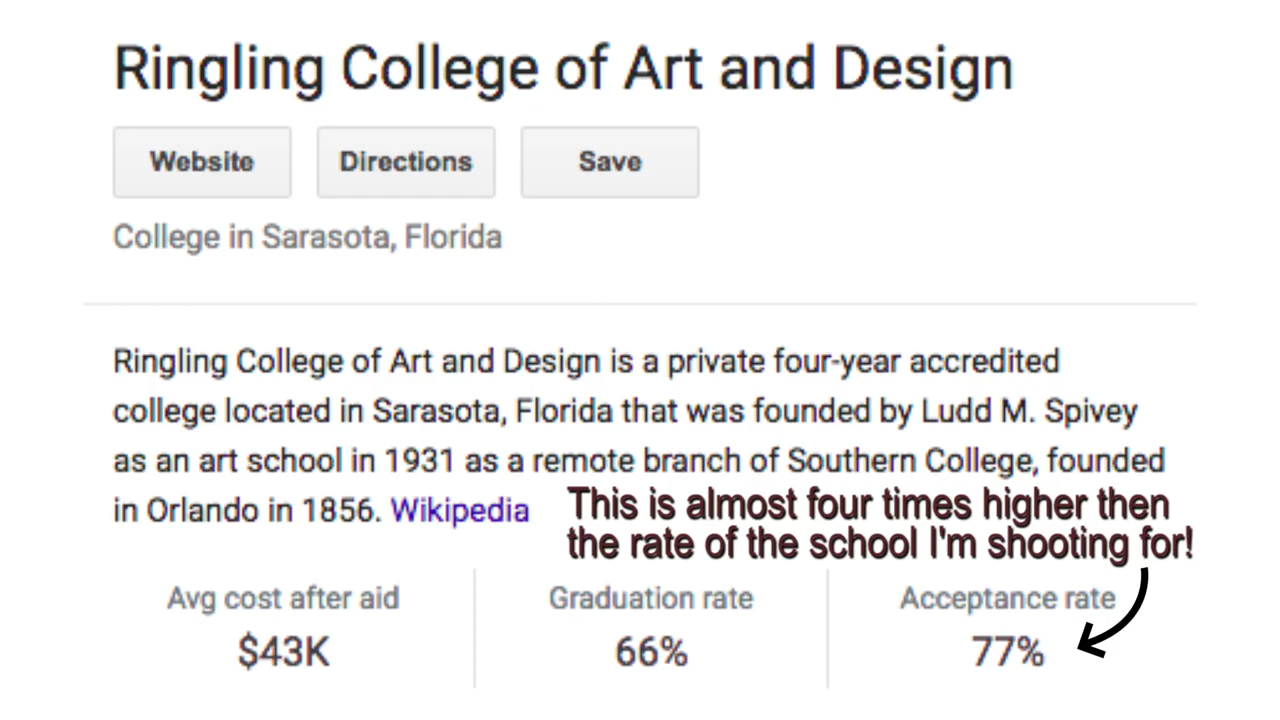 Ringling College of Art and Design
Website Directions Save
College in Sarasota, Florida
Ringling College of Art and Design is a private four-year accredited
college located in Sarasota, Florida that was founded by Ludd M. Spivey
as an art school in 1931 as a remote branch of Southern College, founded
in Orlando in 1856. Wikipedia
This is almost four times higher then
the rate of the school I'm shooting for!
Avg cost after aid Graduation rate Acceptance rate
$43K 66% 77%